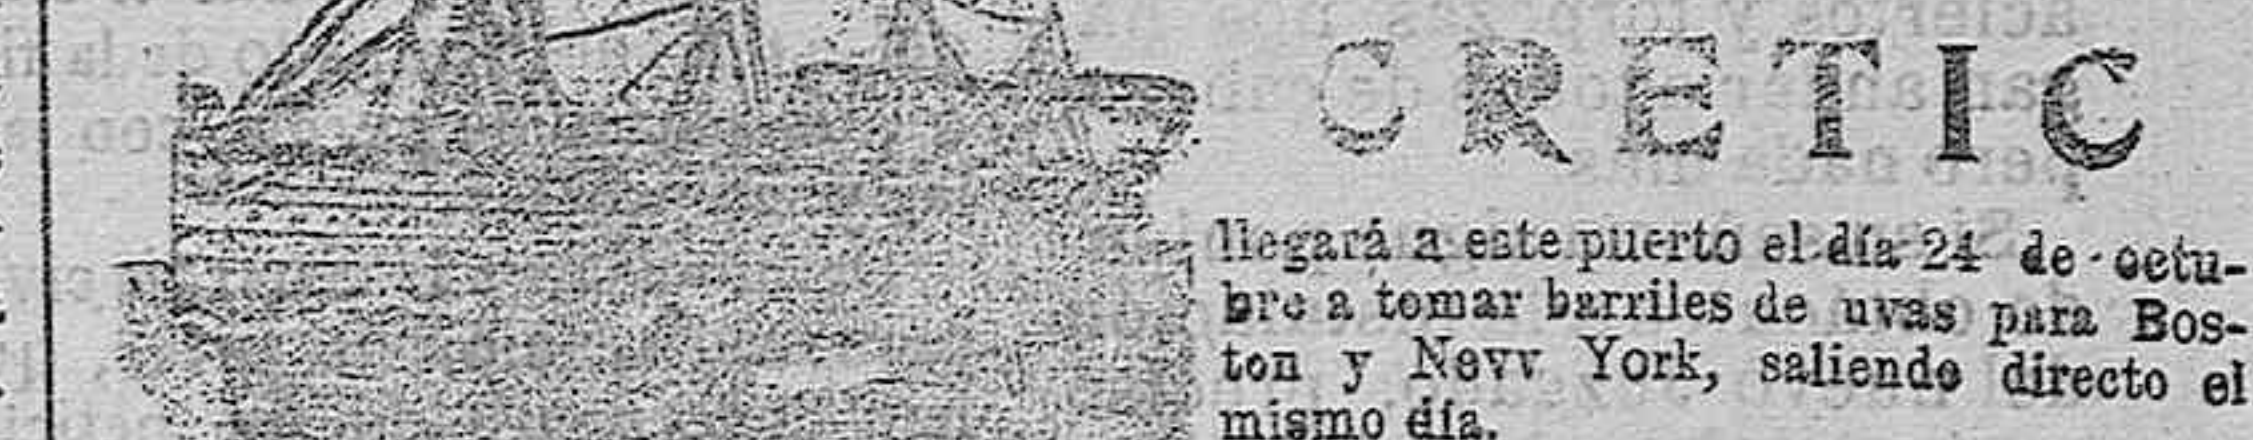 CRETIC
llegará a este puerto el día 24 de octu-
bre a tomar barriles de uvas para Bos-
ton y New York, saliendo directo el
mismo día.